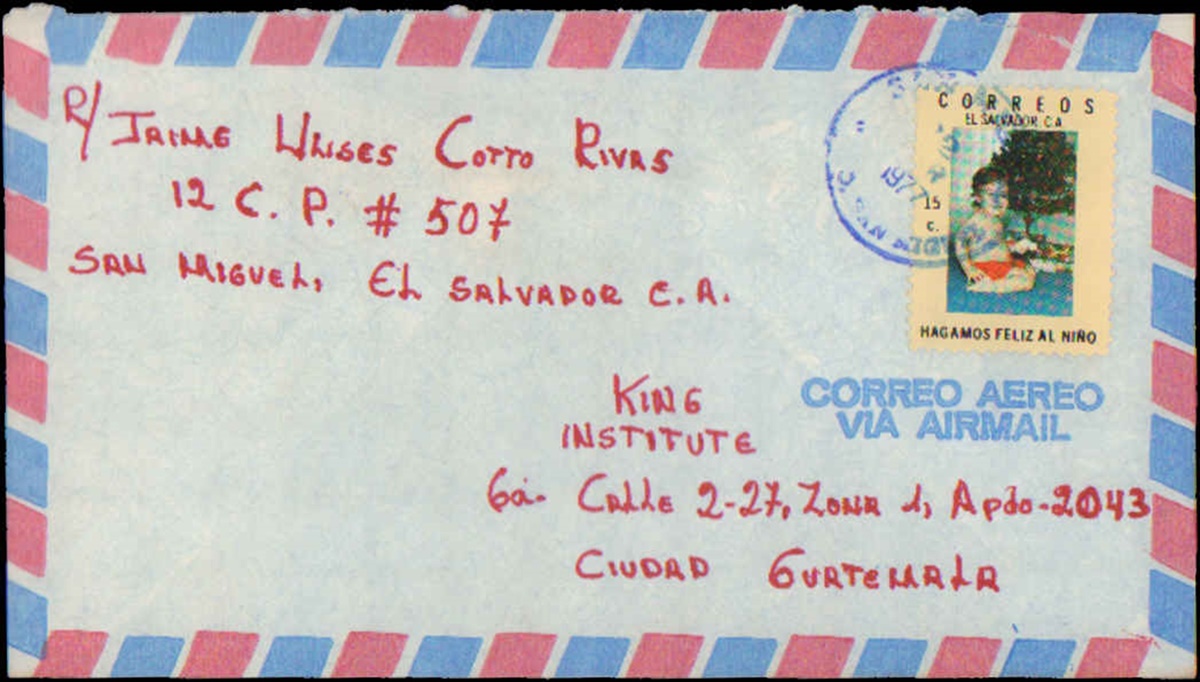 R/ JAIME ULISES COTTO RIVAS
12 C. P. # 507
SAN MIGUEL, EL SALVADOR C. A.
CORREOS
EL SALVADOR. C.A
15
c.
HAGAMOS FELIZ AL NIÑO
1977
CORREO AEREO
VIA AIRMAIL
KING
INSTITUTE
6a. Calle 2-27, Zona 1, Apdo-2043
CIUDAD GUATEMALA